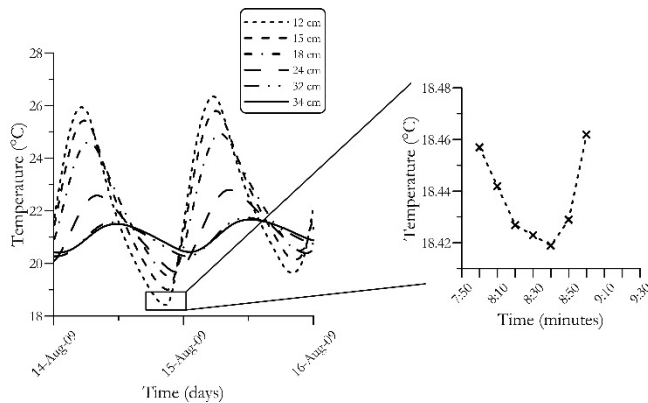 12 cm
15 cm
18 cm
24 cm
32 cm
34 cm
28
26
24
22
20
18
Temperature (°C)
14-Aug-09
15-Aug-09
16-Aug-09
Time (days)
18.48
18.46
18.44
18.42
Temperature (°C)
7:50
8:10
8:30
8:50
9:10
9:30
Time (minutes)